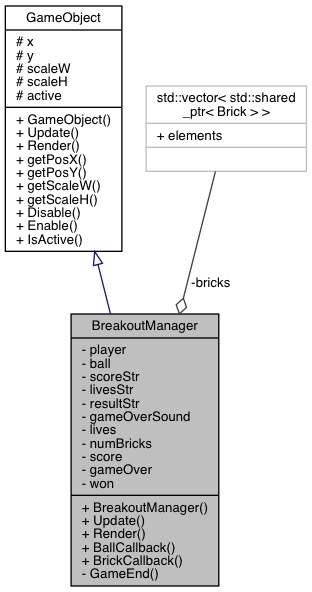 GameObject
# x
# y
# scaleW
# scaleH
# active
+ GameObject()
+ Update()
+ Render()
+ getPosX()
+ getPosY()
+ getScaleW()
+ getScaleH()
+ Disable()
+ Enable()
+ IsActive()
std::vector< std::shared
_ptr< Brick > >
+ elements
-bricks
BreakoutManager
- player
- ball
- scoreStr
- livesStr
- resultStr
- gameOverSound
- lives
- numBricks
- score
- gameOver
- won
+ BreakoutManager()
+ Update()
+ Render()
+ BallCallback()
+ BrickCallback()
- GameEnd()